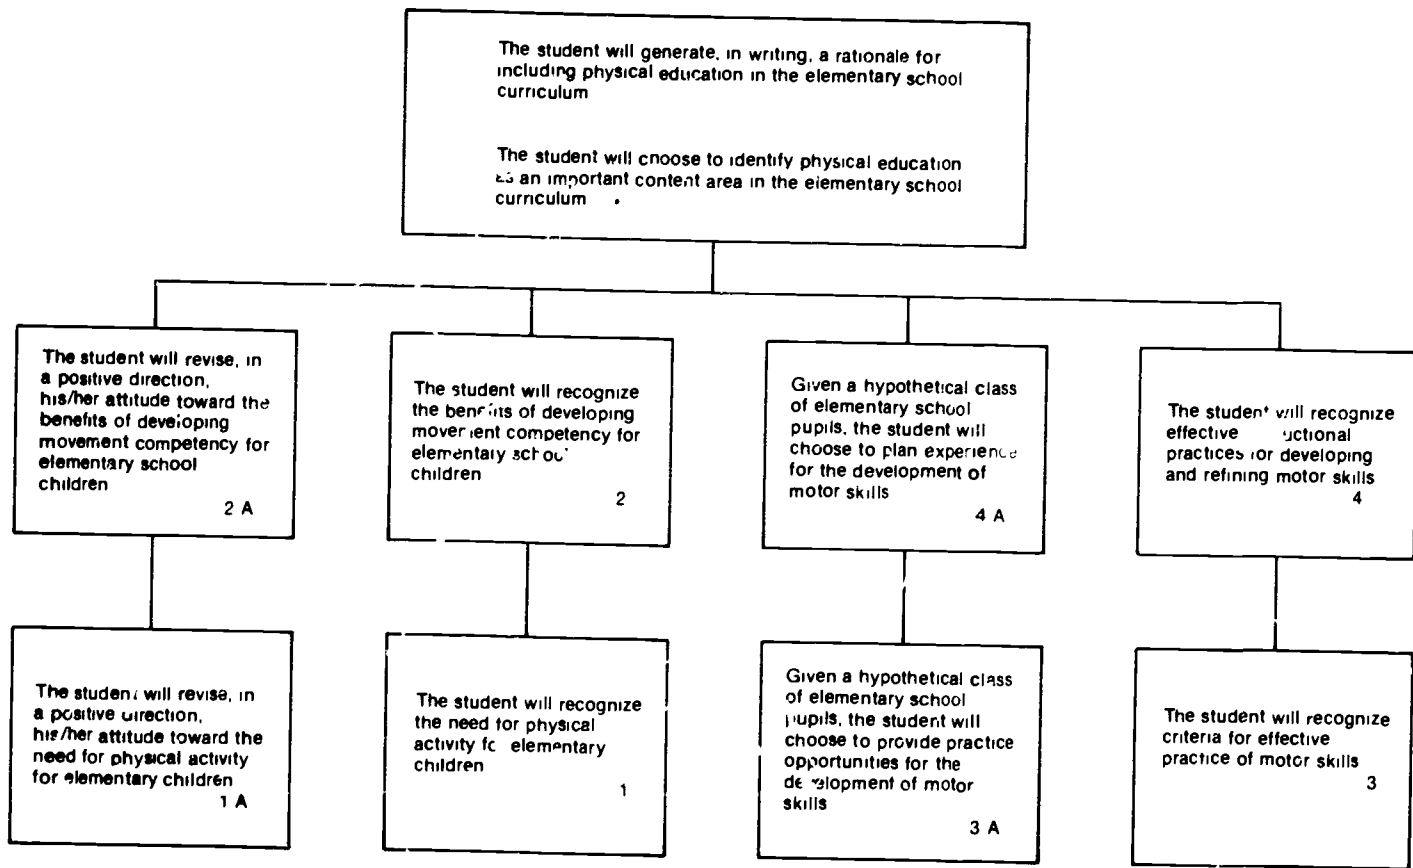 The student will generate, in writing, a rationale for
including physical education in the elementary school
curriculum
The student will choose to identify physical education
as an important content area in the elementary school
curriculum
The student will revise, in
a positive direction,
his/her attitude toward the
benefits of developing
movement competency for
elementary school
children
2 A
The student will recognize
the benefits of developing
movement competency for
elementary school
children
2
Given a hypothetical class
of elementary school
pupils, the student will
choose to plan experience
for the development of
motor skills
4 A
The student will recognize
effective
practices for developing
and refining motor skills
4
The student will revise, in
a positive direction,
his/her attitude toward the
need for physical activity
for elementary children
1 A
The student will recognize
the need for physical
activity for elementary
children
1
Given a hypothetical class
of elementary school
pupils, the student will
choose to provide practice
opportunities for the
development of motor
skills
3 A
The student will recognize
criteria for effective
practice of motor skills
3